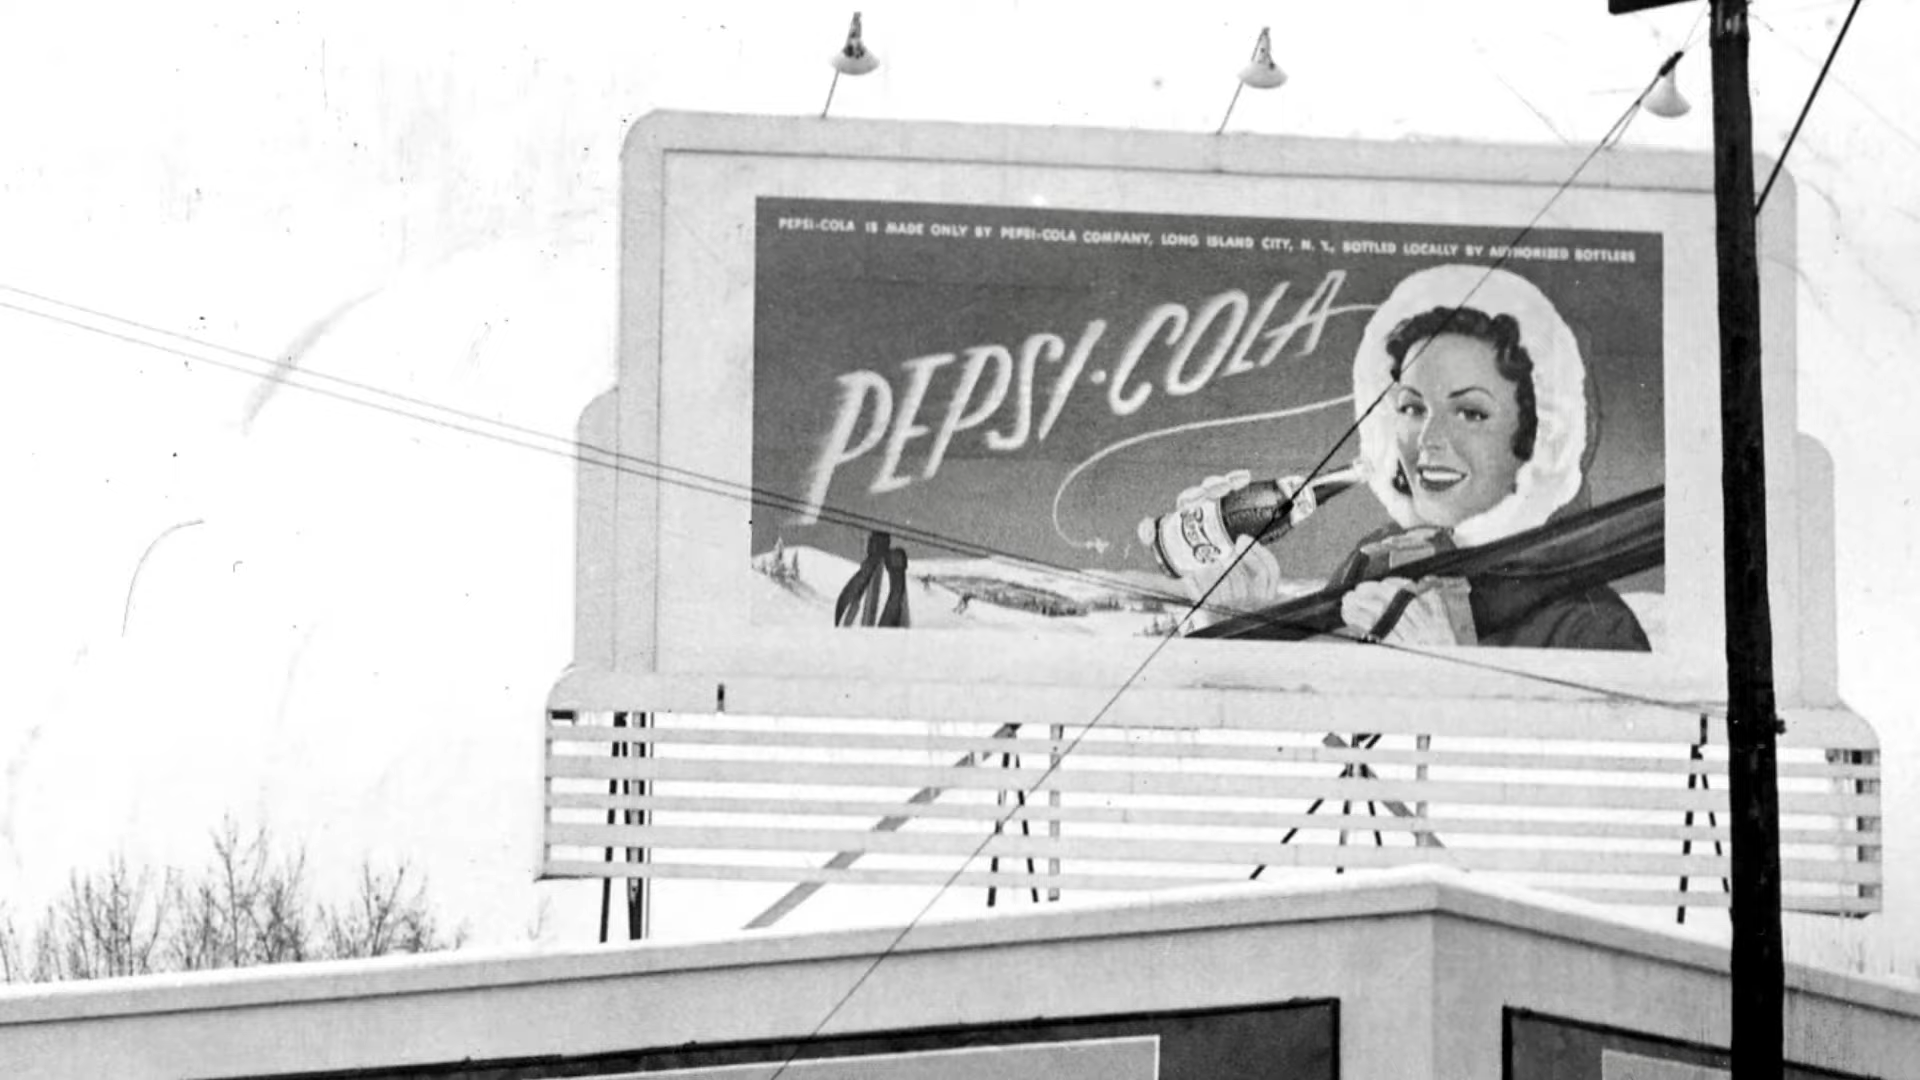 PEPSI-COLA IS MADE ONLY BY PEPSI-COLA COMPANY, LONG ISLAND CITY, N. Y., BOTTLED LOCALLY BY AUTHORIZED BOTTLERS
PEPSI·COLA